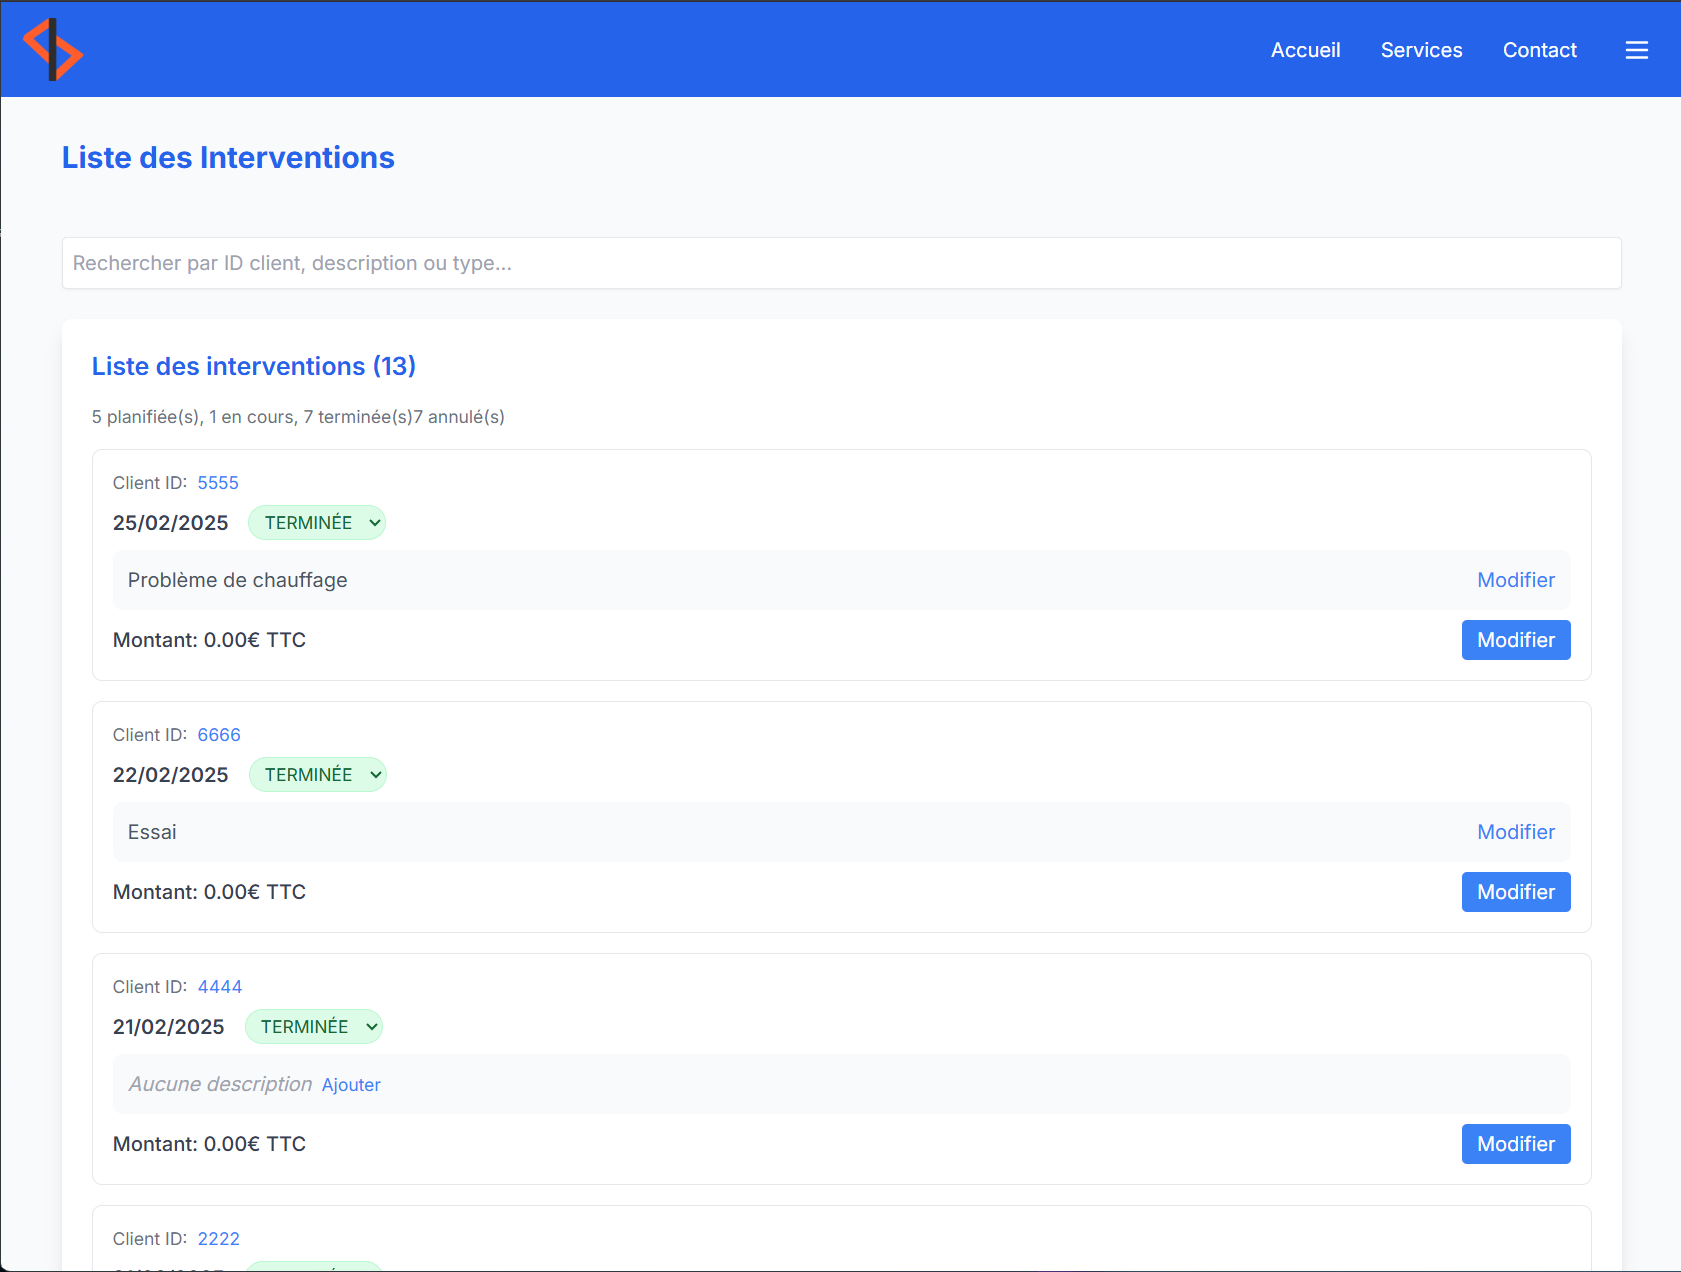 Accueil Services Contact
Liste des Interventions
Rechercher par ID client, description ou type...
Liste des interventions (13)
5 planifiée(s), 1 en cours, 7 terminée(s)7 annulé(s)
Client ID: 5555
25/02/2025 TERMINÉE
Problème de chauffage Modifier
Montant: 0.00€ TTC Modifier
Client ID: 6666
22/02/2025 TERMINÉE
Essai Modifier
Montant: 0.00€ TTC Modifier
Client ID: 4444
21/02/2025 TERMINÉE
Aucune description Ajouter
Montant: 0.00€ TTC Modifier
Client ID: 2222